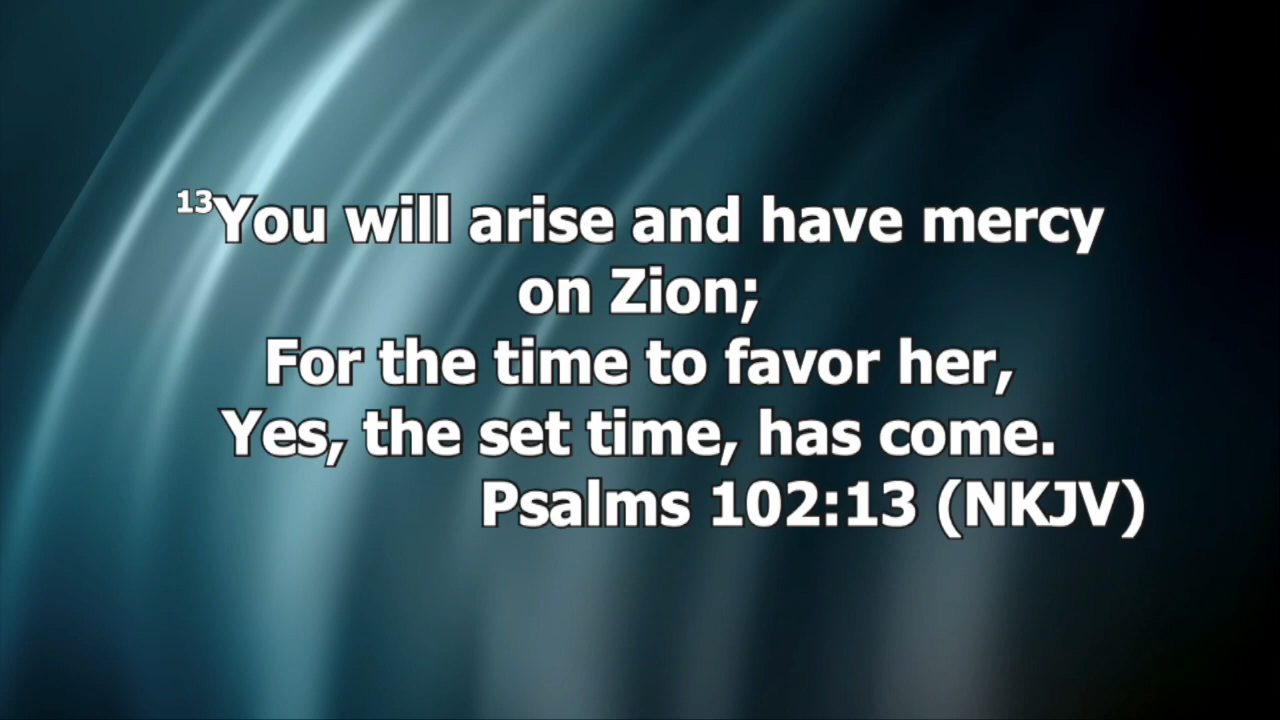 13You will arise and have mercy
on Zion;
For the time to favor her,
Yes, the set time, has come.
Psalms 102:13 (NKJV)